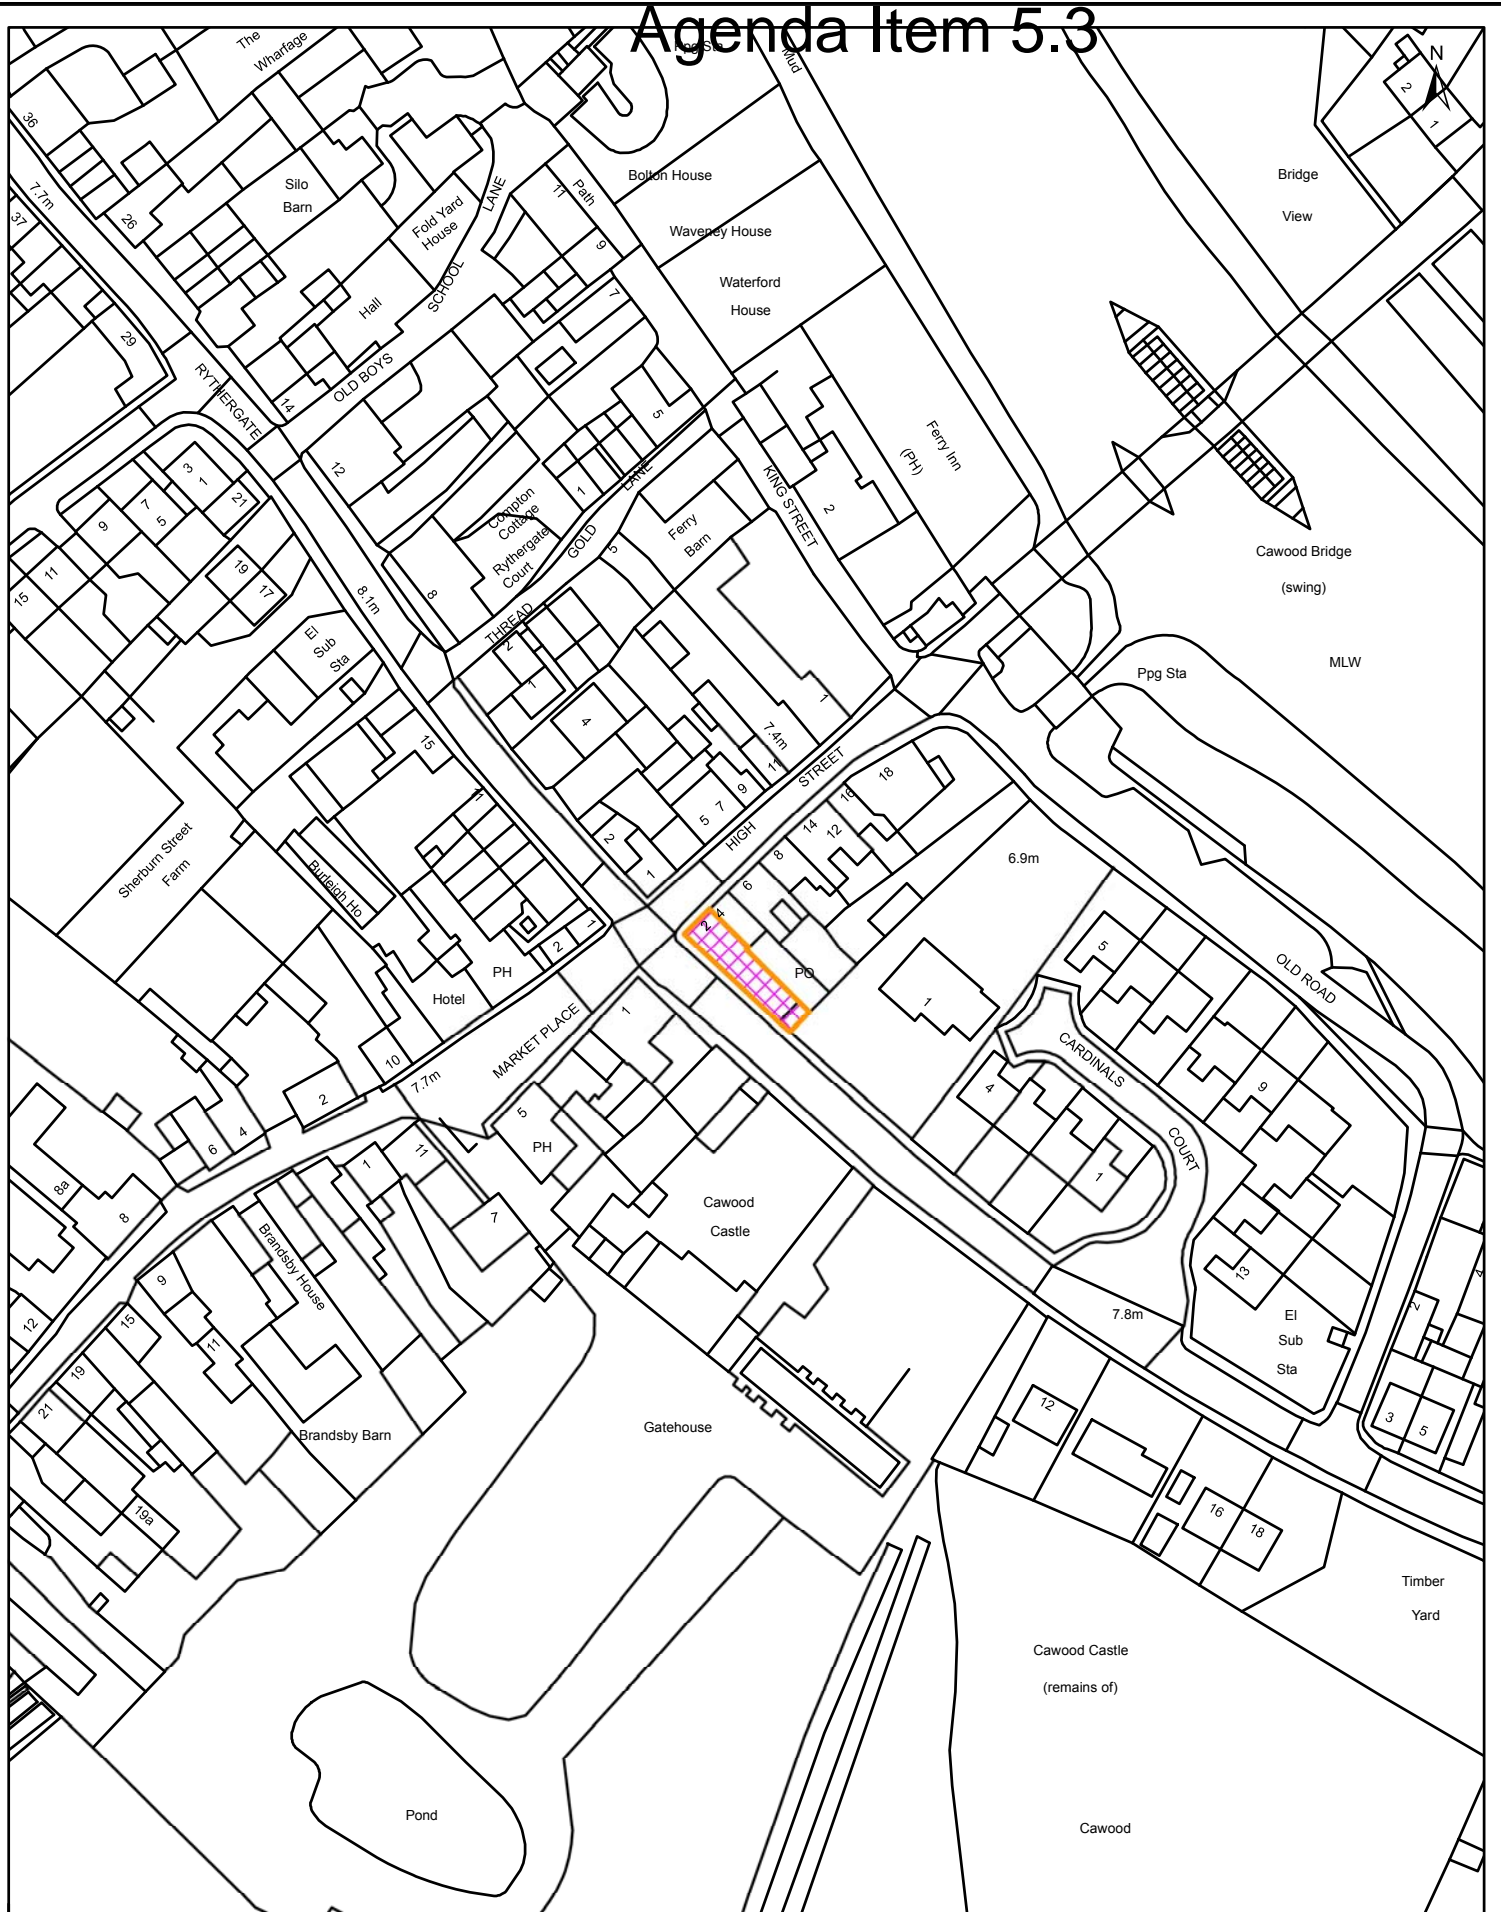 Agenda Item 5.3
The
Wharfage
Ppg Sta
Mud
N
2
1
36
7.7m
37
26
Silo
Barn
Fold Yard
House
LANE
11
Path
9
Bolton House
Bridge
View
Waveney House
Waterford
House
29
Hall
SCHOOL
7
RYTHERGATE
14
OLD BOYS
5
12
3
1
21
7
5
9
Compton
Cottage
1
LANE
KING STREET
2
Ferry Inn
(PH)
Rythergate
Court
GOLD
5
Ferry
Barn
Cawood Bridge
(swing)
19
17
11
15
8.1m
8
THREAD
2
1
El
Sub
Sta
4
1
MLW
Ppg Sta
15
7.4m
11
STREET
18
16
11
9
7
5
HIGH
14
12
8
6
2
1
Sherburn Street
Farm
Burleigh Ho
6.9m
4
2
1
2
PH
Hotel
PO
1
5
OLD ROAD
MARKET PLACE
1
10
7.7m
CARDINALS
4
9
2
5
PH
6
4
1
11
COURT
1
8a
8
7
Cawood
Castle
Brandsby House
9
13
12
15
11
7.8m
El
Sub
Sta
2
4
19
21
12
3
5
Brandsby Barn
Gatehouse
19a
16
18
Timber
Yard
Cawood Castle
(remains of)
Pond
Cawood